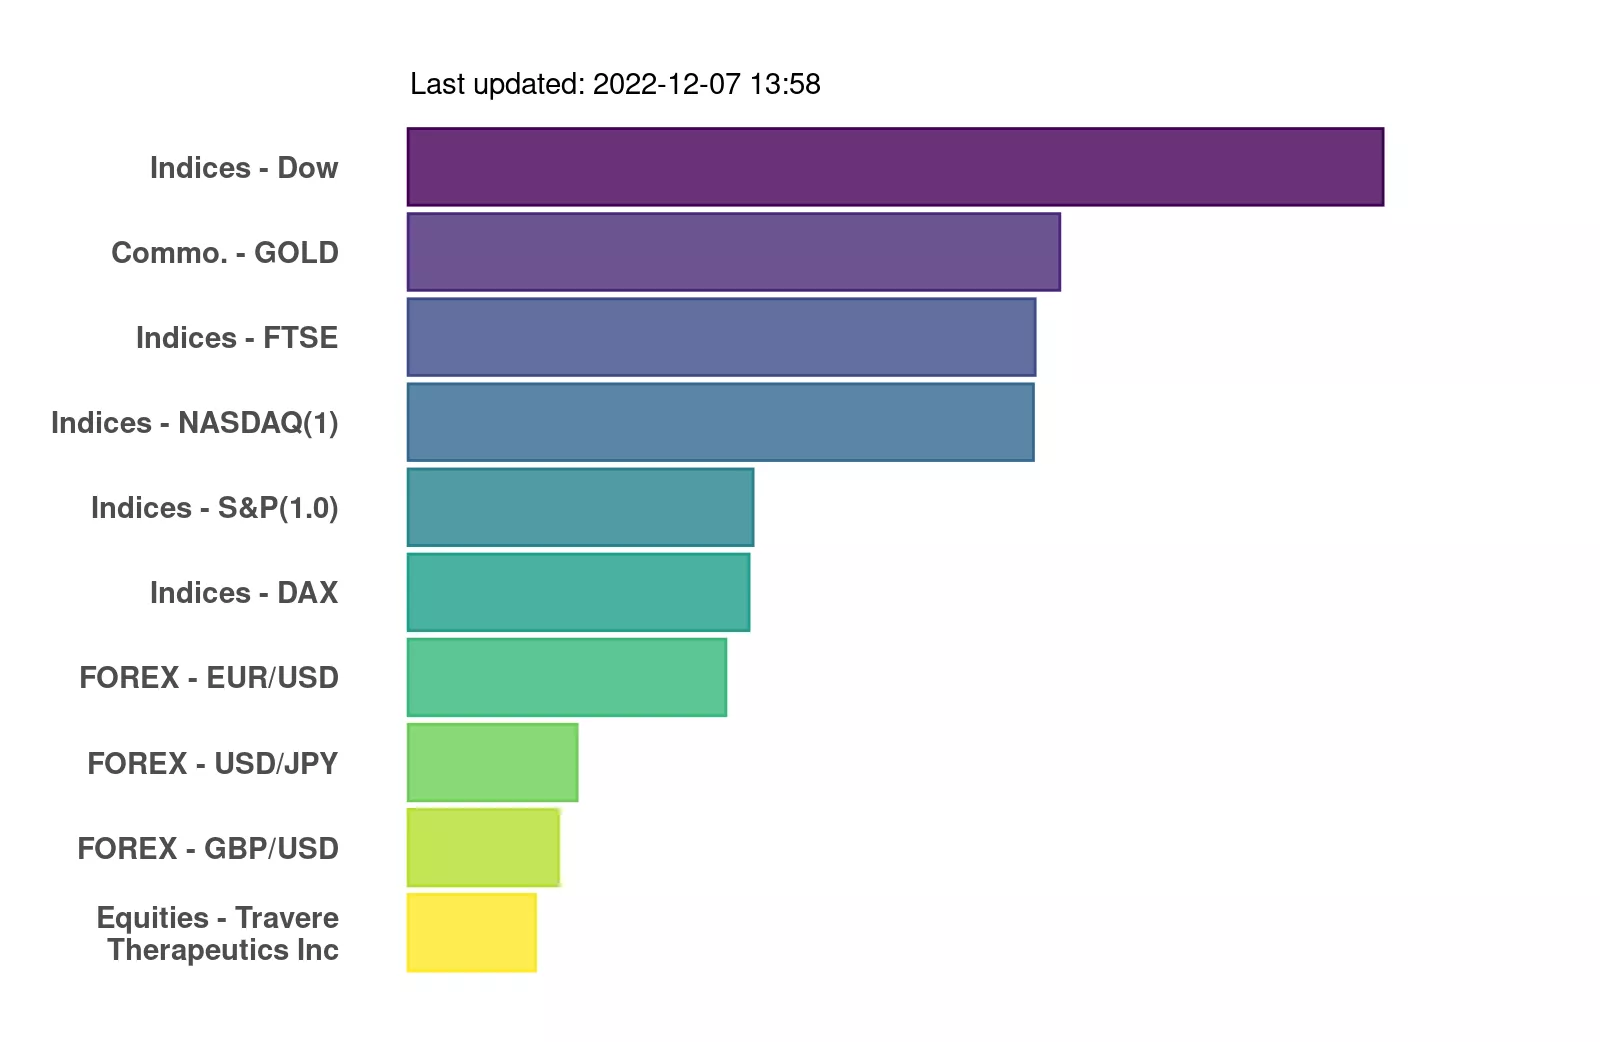 Last updated: 2022-12-07 13:58
Indices - Dow
Commo. - GOLD
Indices - FTSE
Indices - NASDAQ(1)
Indices - S&P(1.0)
Indices - DAX
FOREX - EUR/USD
FOREX - USD/JPY
FOREX - GBP/USD
Equities - Travere
Therapeutics Inc